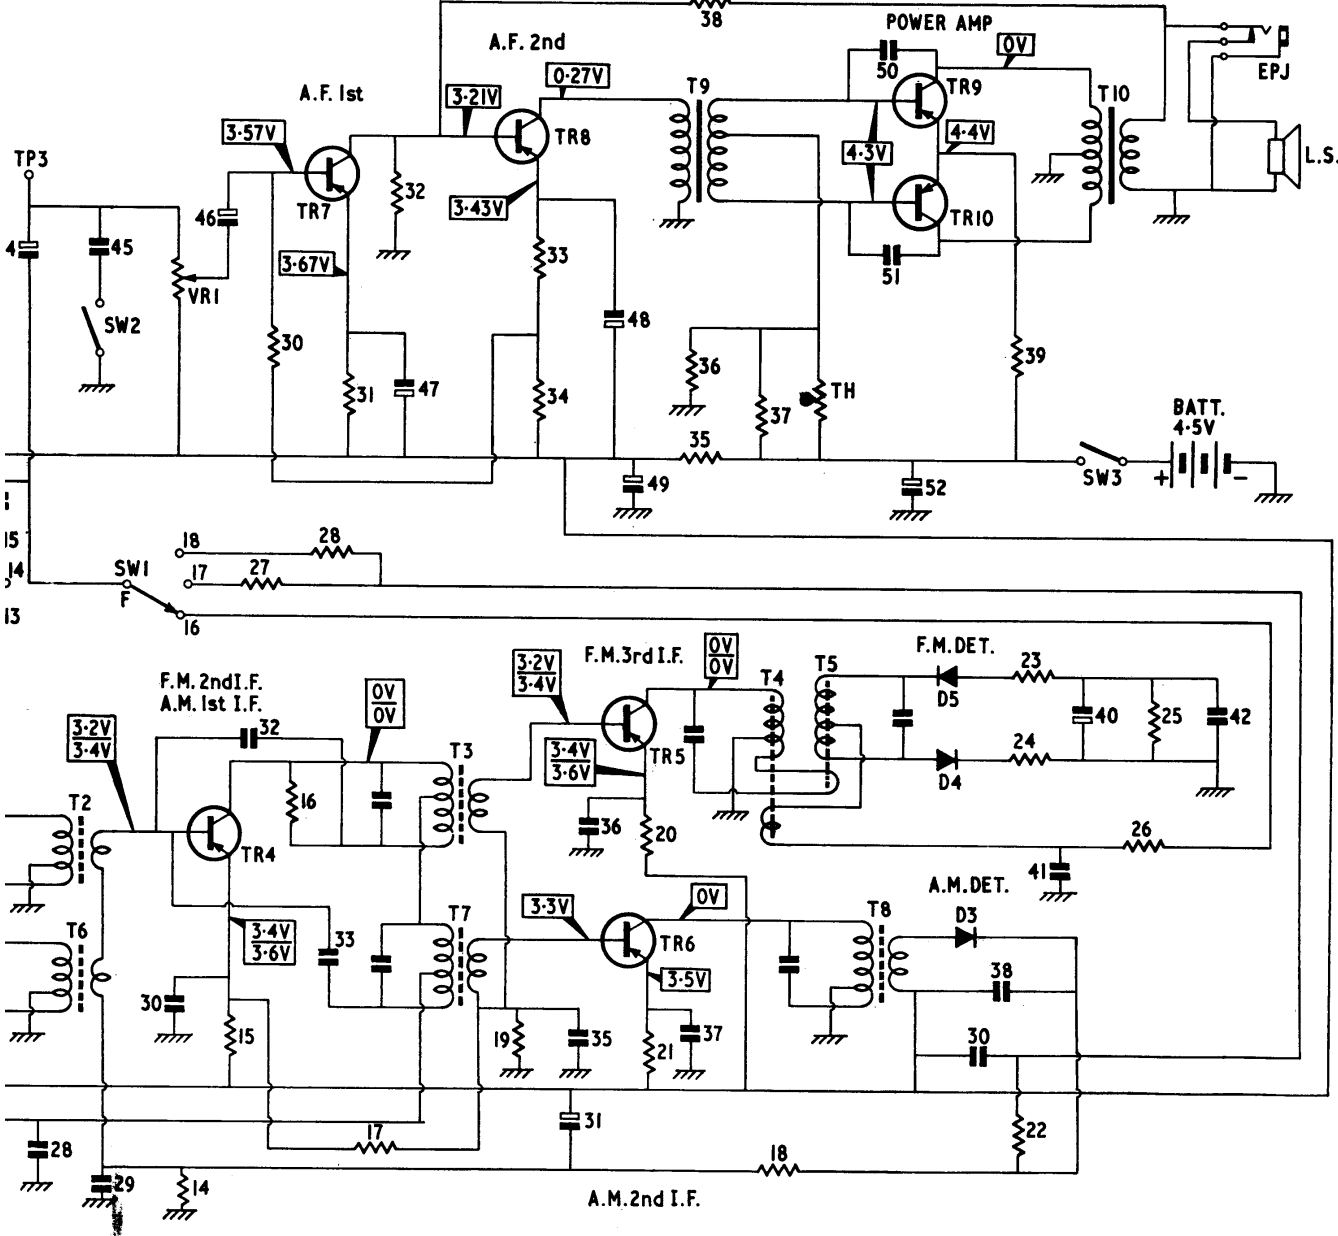 38
POWER AMP
A.F. 2nd
0V
50
EPJ
0·27V
A.F. 1st
3·21V
T9
TR9
T10
3·57V
TR8
4·4V
TP3
4·3V
L.S.
32
TR7
3·43V
TR10
46
4
45
33
3·67V
51
VR1
SW2
48
30
36
39
31
47
34
37
TH
BATT.
4·5V
35
SW3
+
-
49
52
15
18
28
14
SW1
17
27
F
13
16
F.M.3rd I.F.
0V
0V
F.M.DET.
3·2V
3·4V
T4
T5
23
F.M. 2nd I.F.
A.M. 1st I.F.
0V
0V
D5
3·2V
3·4V
32
40
25
42
T3
TR5
24
3·4V
3·6V
D4
T2
16
36
20
26
TR4
41
A.M.DET.
3·3V
0V
T6
T7
T8
D3
3·4V
3·6V
33
TR6
3·5V
38
30
15
19
35
21
37
30
31
22
28
17
18
29
14
A.M.2nd I.F.